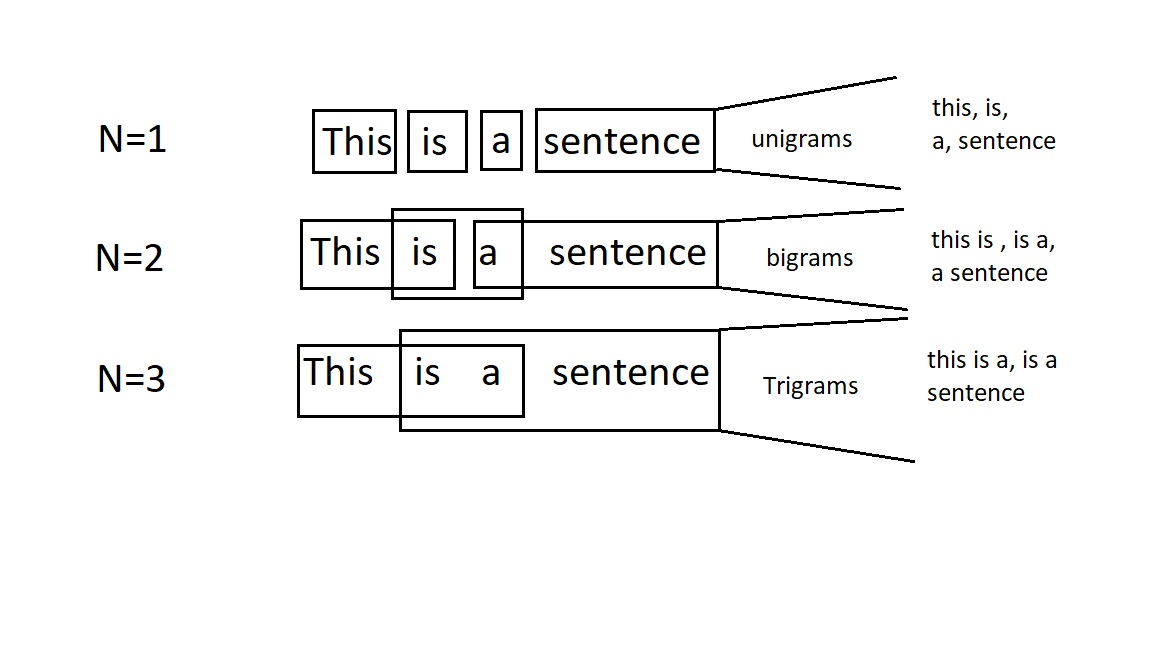 N=1 This is a sentence unigrams this, is,
a, sentence
N=2 This is a sentence bigrams this is , is a,
a sentence
N=3 This is a sentence Trigrams this is a, is a
sentence